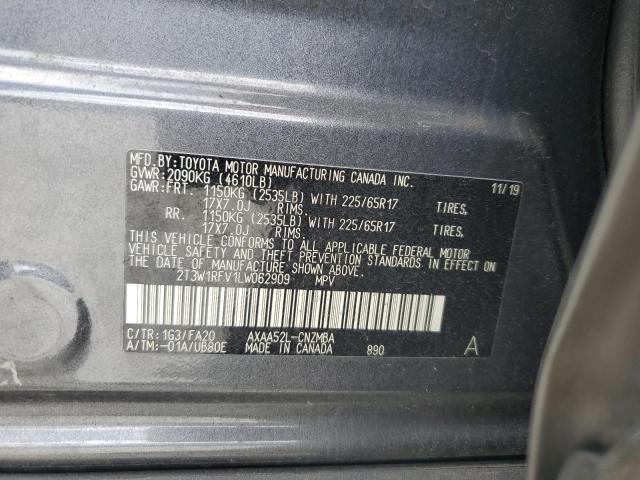 MFD.BY:TOYOTA MOTOR MANUFACTURING CANADA INC.
GVWR:2090KG (4610LB) 11/19
GAWR:FRT. 1150KG (2535LB) WITH 225/65R17 TIRES,
17X7.0J RIMS.
RR. 1150KG (2535LB) WITH 225/65R17 TIRES,
17X7.0J RIMS.
THIS VEHICLE CONFORMS TO ALL APPLICABLE FEDERAL MOTOR
VEHICLE SAFETY AND THEFT PREVENTION STANDARDS IN
EFFECT ON THE DATE OF MANUFACTURE SHOWN ABOVE.
2T3W1RFV1LW062909 MPV
C/TR:1G3/FA20 AXAA52L-CNZMBA
A/TM:-01A/UB80E MADE IN CANADA 890 A